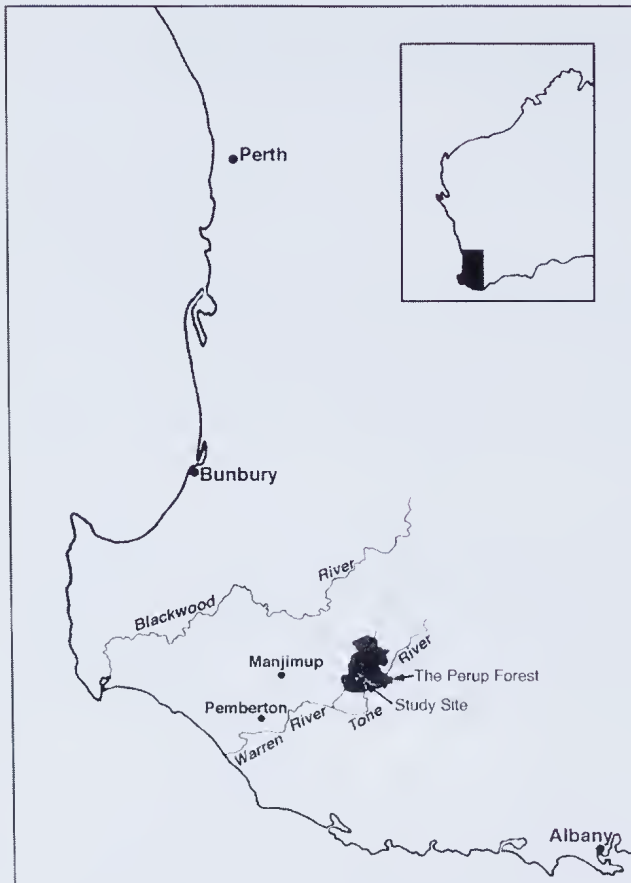 Perth
Bunbury
Blackwood River
Manjimup
River
The Perup Forest
Pemberton
Study Site
Warren River
Tone
Albany